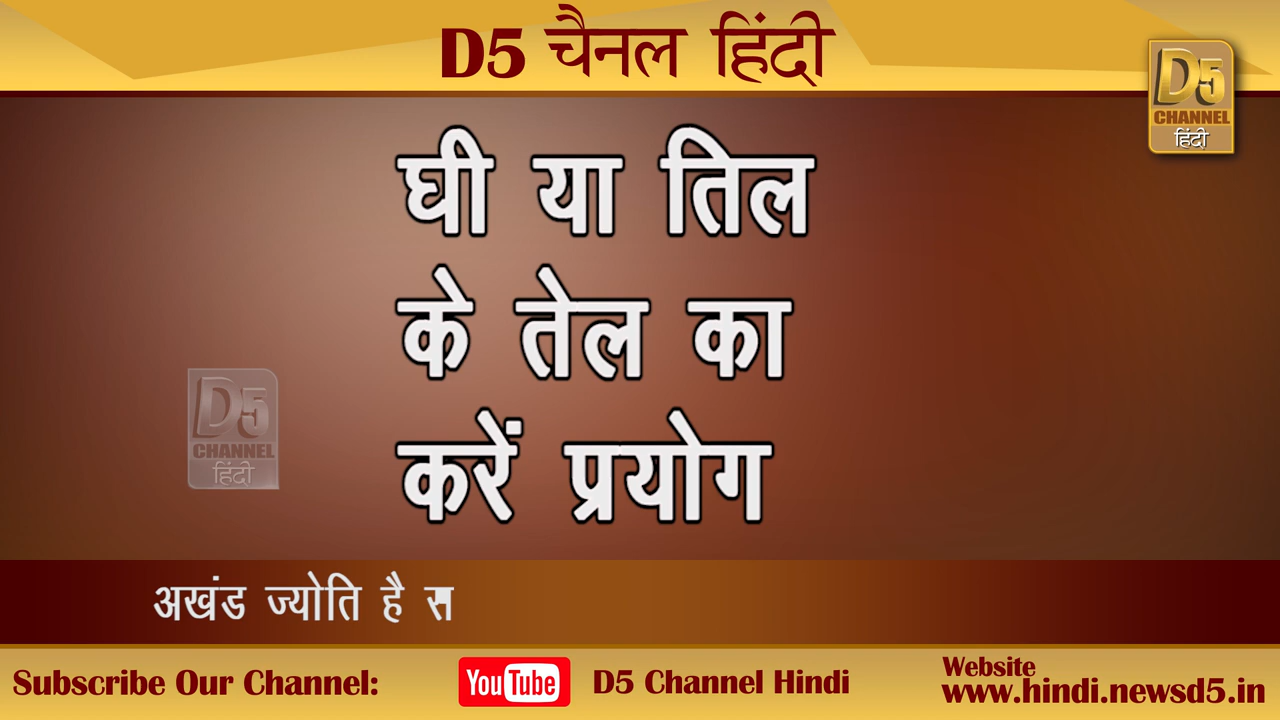 D5 चैनल हिंदी
D5
CHANNEL
हिंदी
घी या तिल
के तेल का
करें प्रयोग
D5
CHANNEL
हिंदी
अखंड ज्योति है
Subscribe Our Channel:
YouTube
D5 Channel Hindi
Website
www.hindi.newsd5.in